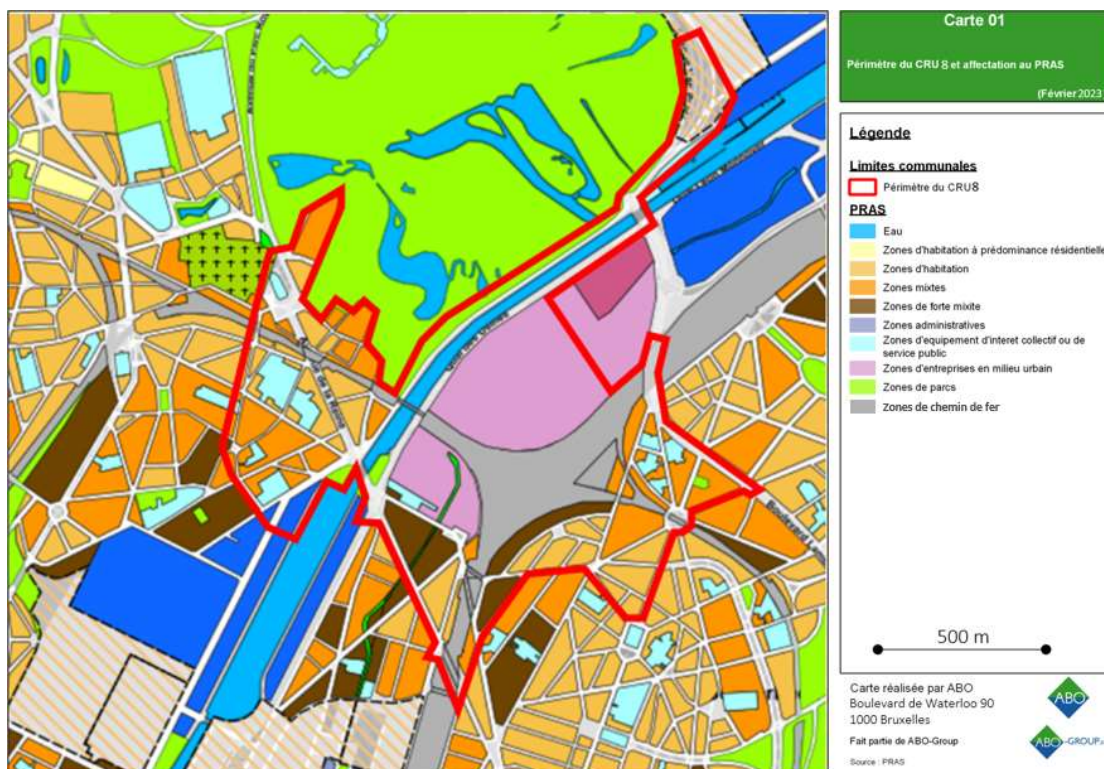 Carte 01
Périmètre du CRU 8 et affectation au PRAS
(Février 2023
Légende
Limites communales
Périmètre du CRU8
PRAS
Eau
Zones d'habitation à prédominance résidentielle
Zones d'habitation
Zones mixtes
Zones de forte mixite
Zones administratives
Zones d'equipement d'interet collectif ou de
service public
Zones d'entreprises en milieu urbain
Zones de parcs
Zones de chemin de fer
500 m
Carte réalisée par ABO
Boulevard de Waterloo 90
1000 Bruxelles
Fait partie de ABO-Group
Source : PRAS
ABO
ABO-GROUP